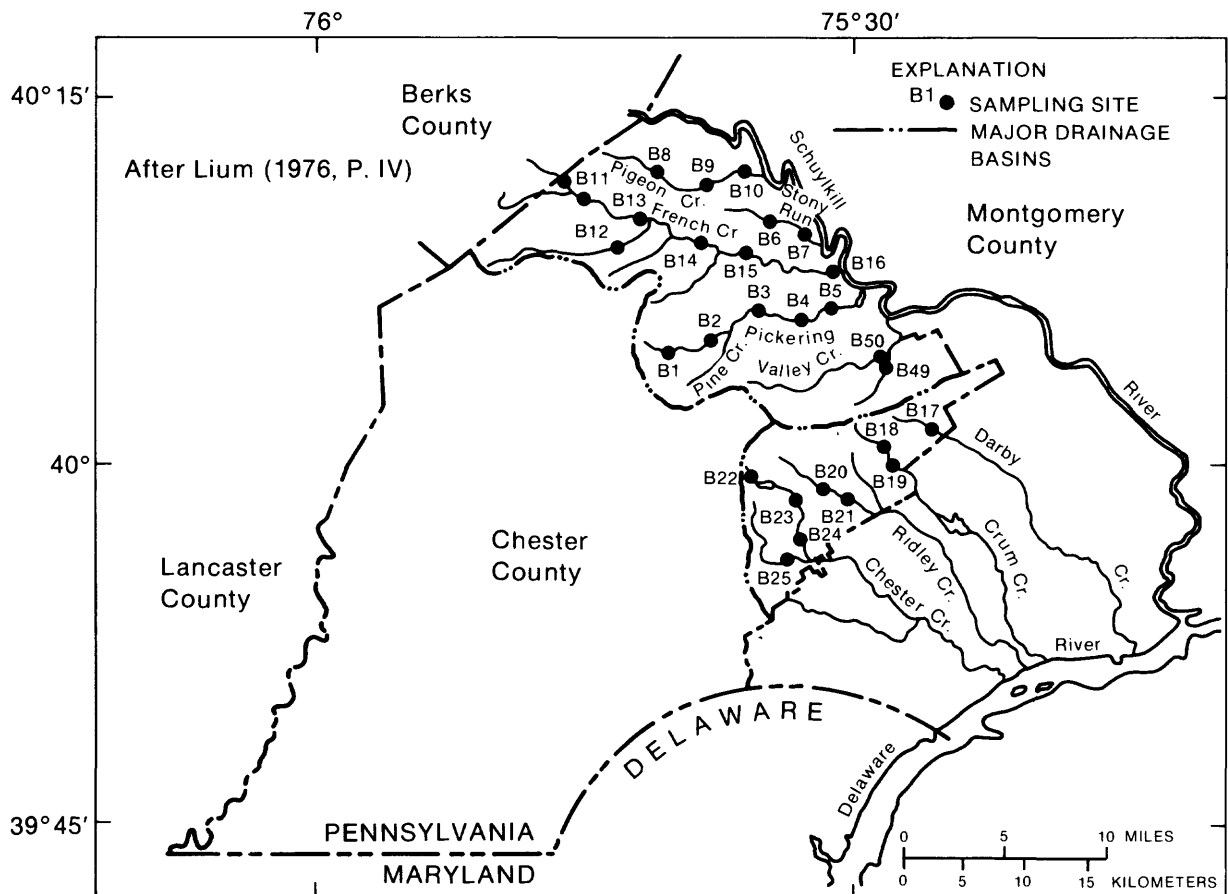 76°
75°30'
40°15'
Berks
County
EXPLANATION
B1 SAMPLING SITE
MAJOR DRAINAGE
BASINS
After Lium (1976, P. IV)
Schuylkill
B8
B9
B10
B11
Pigeon
Cr.
Stony
Run
B13
French Cr
B6
B7
Montgomery
County
B12
B14
B15
B16
B3
B4
B5
B2
Pickering
B1
Pine Cr.
Valley Cr.
B50
B49
River
B17
B18
Darby
40°
B22
B20
B19
B23
B21
B24
Ridley Cr.
Crum Cr.
Cr.
Lancaster
County
Chester
County
B25
Chester Cr.
River
DELAWARE
Delaware
39°45'
PENNSYLVANIA
MARYLAND
0 5 10 MILES
0 5 10 15 KILOMETERS